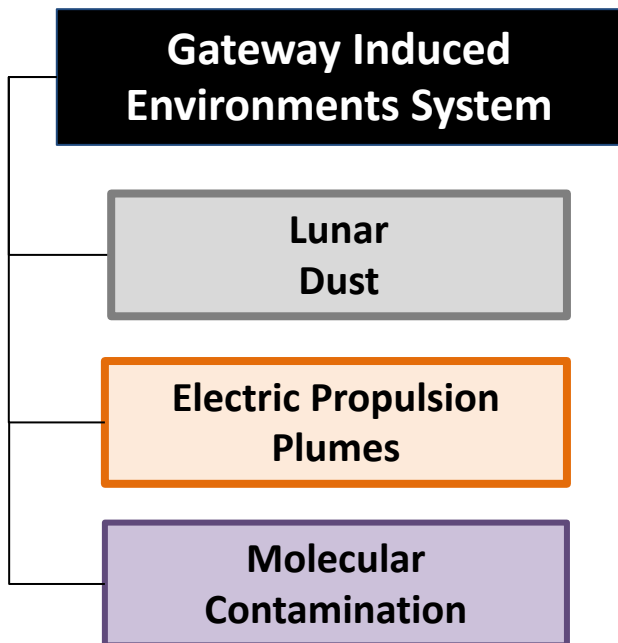 Gateway Induced
Environments System
Lunar
Dust
Electric Propulsion
Plumes
Molecular
Contamination